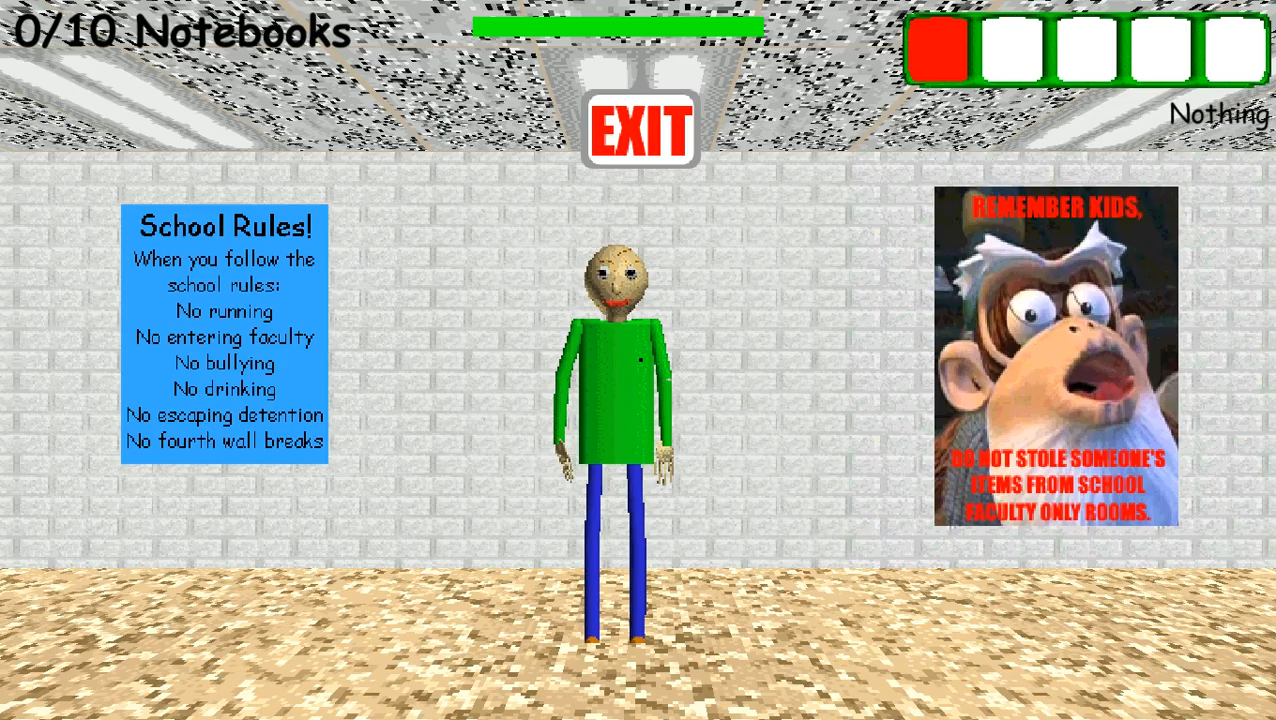 0/10 Notebooks
Nothing
EXIT
School Rules!
When you follow the
school rules:
No running
No entering faculty
No bullying
No drinking
No escaping detention
No fourth wall breaks
REMEMBER KIDS,
DO NOT STOLE SOMEONE'S
ITEMS FROM SCHOOL
FACULTY ONLY ROOMS.